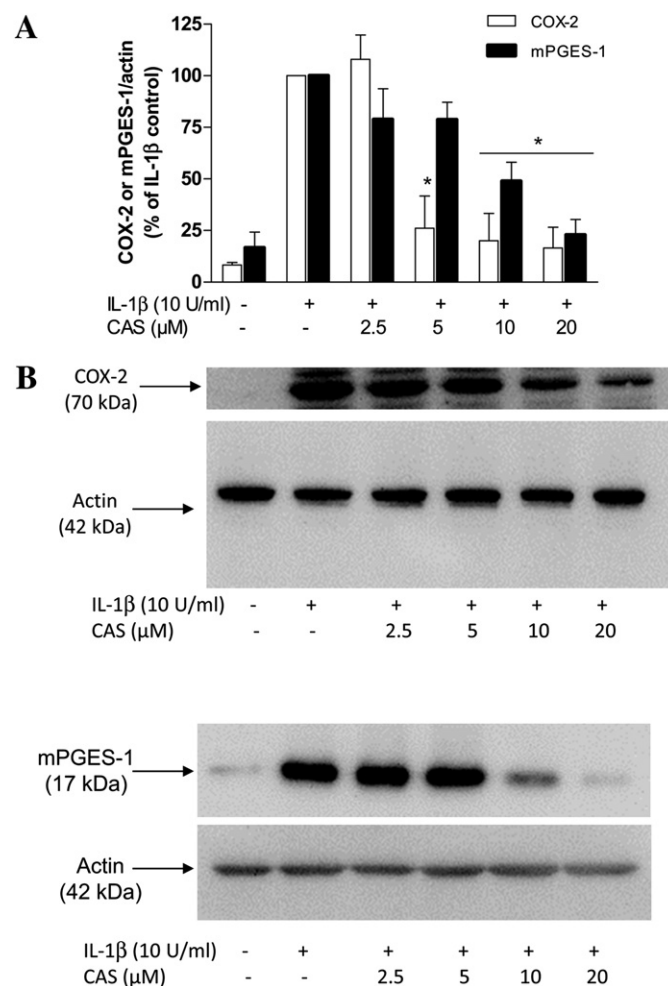 A
COX-2
mPGES-1
COX-2 or mPGES-1/actin
(% of IL-1β control)
125
100
75
50
25
0
*
*
IL-1β (10 U/ml) - + + + + +
CAS (μM) - - 2.5 5 10 20
B
COX-2
(70 kDa)
Actin
(42 kDa)
IL-1β (10 U/ml) - + + + + +
CAS (μM) - - 2.5 5 10 20
mPGES-1
(17 kDa)
Actin
(42 kDa)
IL-1β (10 U/ml) - + + + + +
CAS (μM) - - 2.5 5 10 20